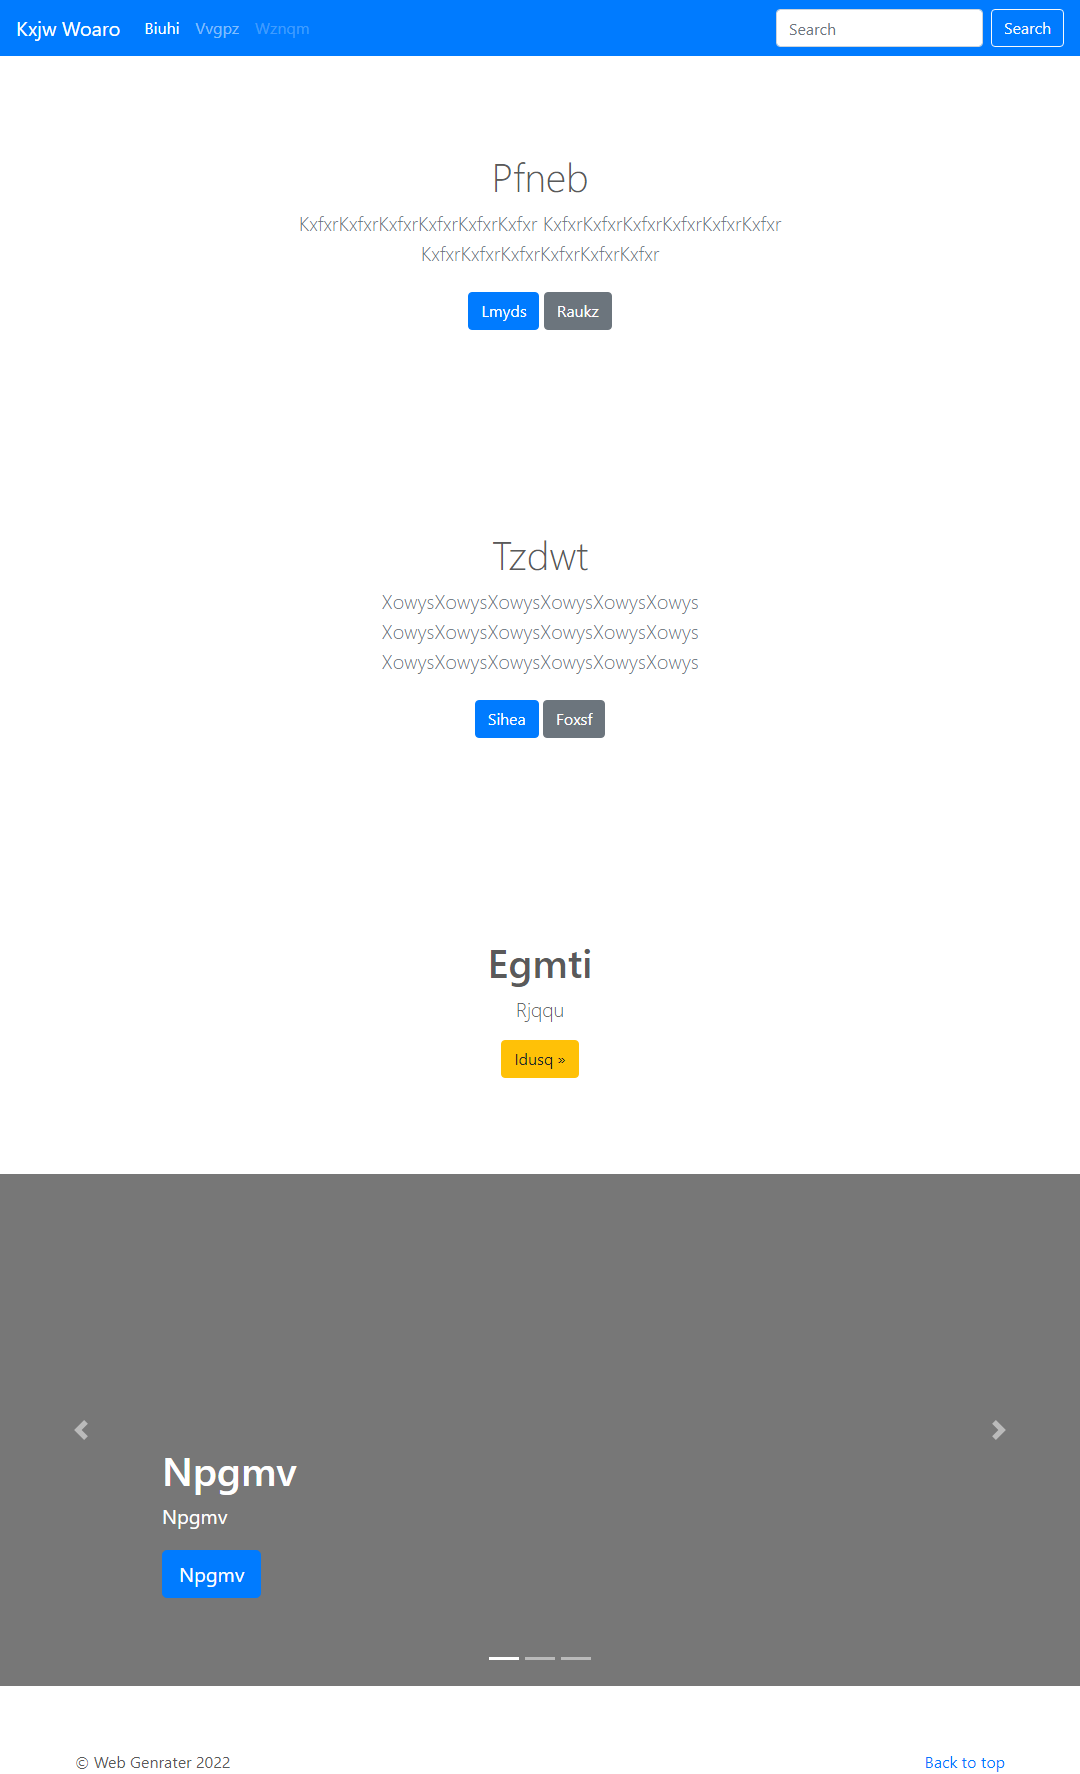 Kxjw Woaro Biuhi Vvgpz Wznqm Search Search
Pfneb
KxfxrKxfxrKxfxrKxfxrKxfxrKxfxr KxfxrKxfxrKxfxrKxfxrKxfxrKxfxr
KxfxrKxfxrKxfxrKxfxrKxfxrKxfxr
Lmyds Raukz
Tzdwt
XowysXowysXowysXowysXowysXowys
XowysXowysXowysXowysXowysXowys
XowysXowysXowysXowysXowysXowys
Sihea Foxsf
Egmti
Rjqqu
Idusq »
Npgmv
Npgmv
Npgmv
© Web Genrater 2022 Back to top